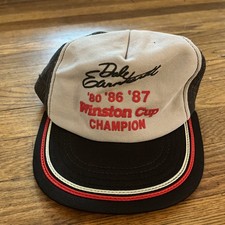 Dale
Earnhardt
'80 '86 '87
Winston Cup
CHAMPION